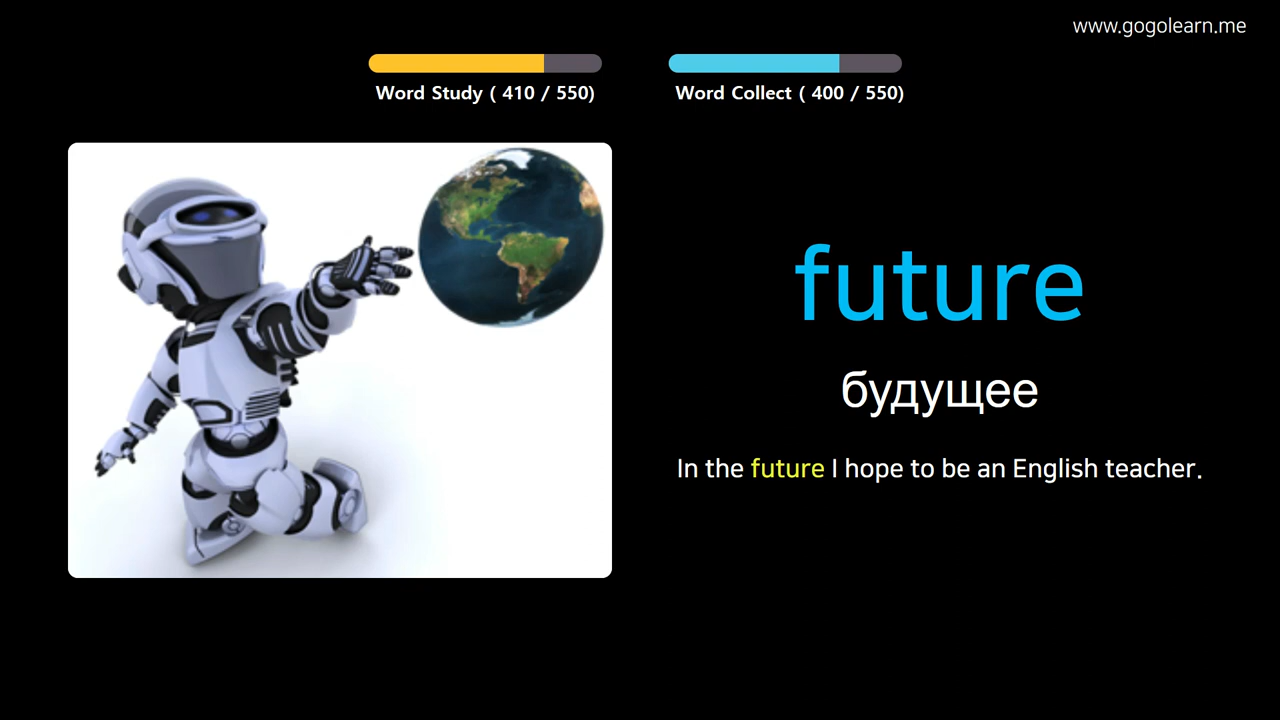 www.gogolearn.me
Word Study ( 410 / 550)
Word Collect ( 400 / 550)
future
будущее
In the future I hope to be an English teacher.